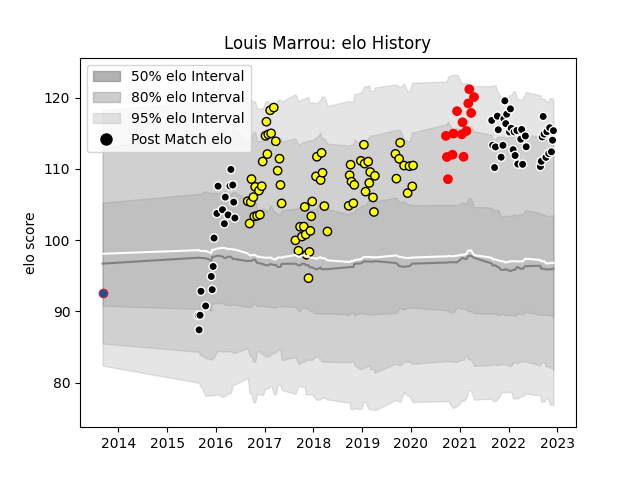 Louis Marrou: elo History
50% elo Interval
80% elo Interval
95% elo Interval
Post Match elo
elo score
120
110
100
90
80
2014 2015 2016 2017 2018 2019 2020 2021 2022 2023